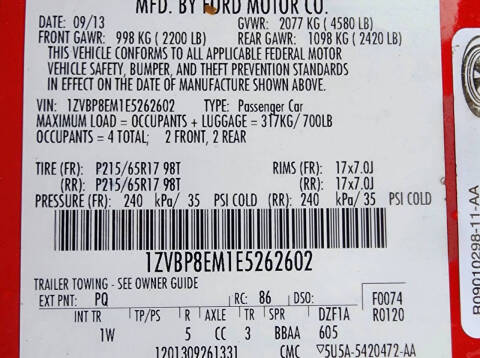 MFD. BY FORD MOTOR CO.
DATE: 09/13 GVWR: 2077 KG (4580 LB)
FRONT GAWR: 998 KG (2200 LB) REAR GAWR: 1098 KG (2420 LB)
THIS VEHICLE CONFORMS TO ALL APPLICABLE FEDERAL MOTOR
VEHICLE SAFETY, BUMPER, AND THEFT PREVENTION STANDARDS
IN EFFECT ON THE DATE OF MANUFACTURE SHOWN ABOVE.
VIN: 1ZVBP8EM1E5262602 TYPE: Passenger Car
MAXIMUM LOAD = OCCUPANTS + LUGGAGE = 317KG/700LB
OCCUPANTS = 4 TOTAL; 2 FRONT, 2 REAR
TIRE (FR): P215/65R17 98T RIMS (FR): 17x7.0J
(RR): P215/65R17 98T (RR): 17x7.0J
PRESSURE (FR): 240 kPa/ 35 PSI COLD (RR): 240 kPa/ 35 PSI COLD
1ZVBP8EM1E5262602
TRAILER TOWING - SEE OWNER GUIDE
EXT PNT: PQ RC: 86 DSO: F0074
INT TR TP/PS R AXLE TR SPR DZF1A R0120
1W 5 CC 3 BBAA 605
1201309261331 CMC 5U5A-5420472-AA
R09010298-11-AA